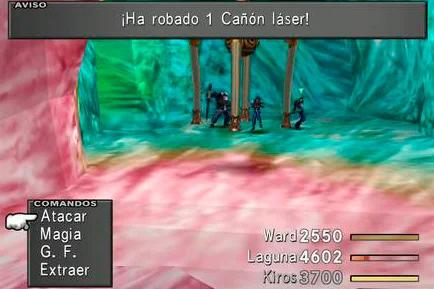 AVISO
¡Ha robado 1 Cañón láser!
COMANDOS
Atacar
Magia
G. F.
Extraer
Ward 2550
Laguna 4602
Kiros 3700